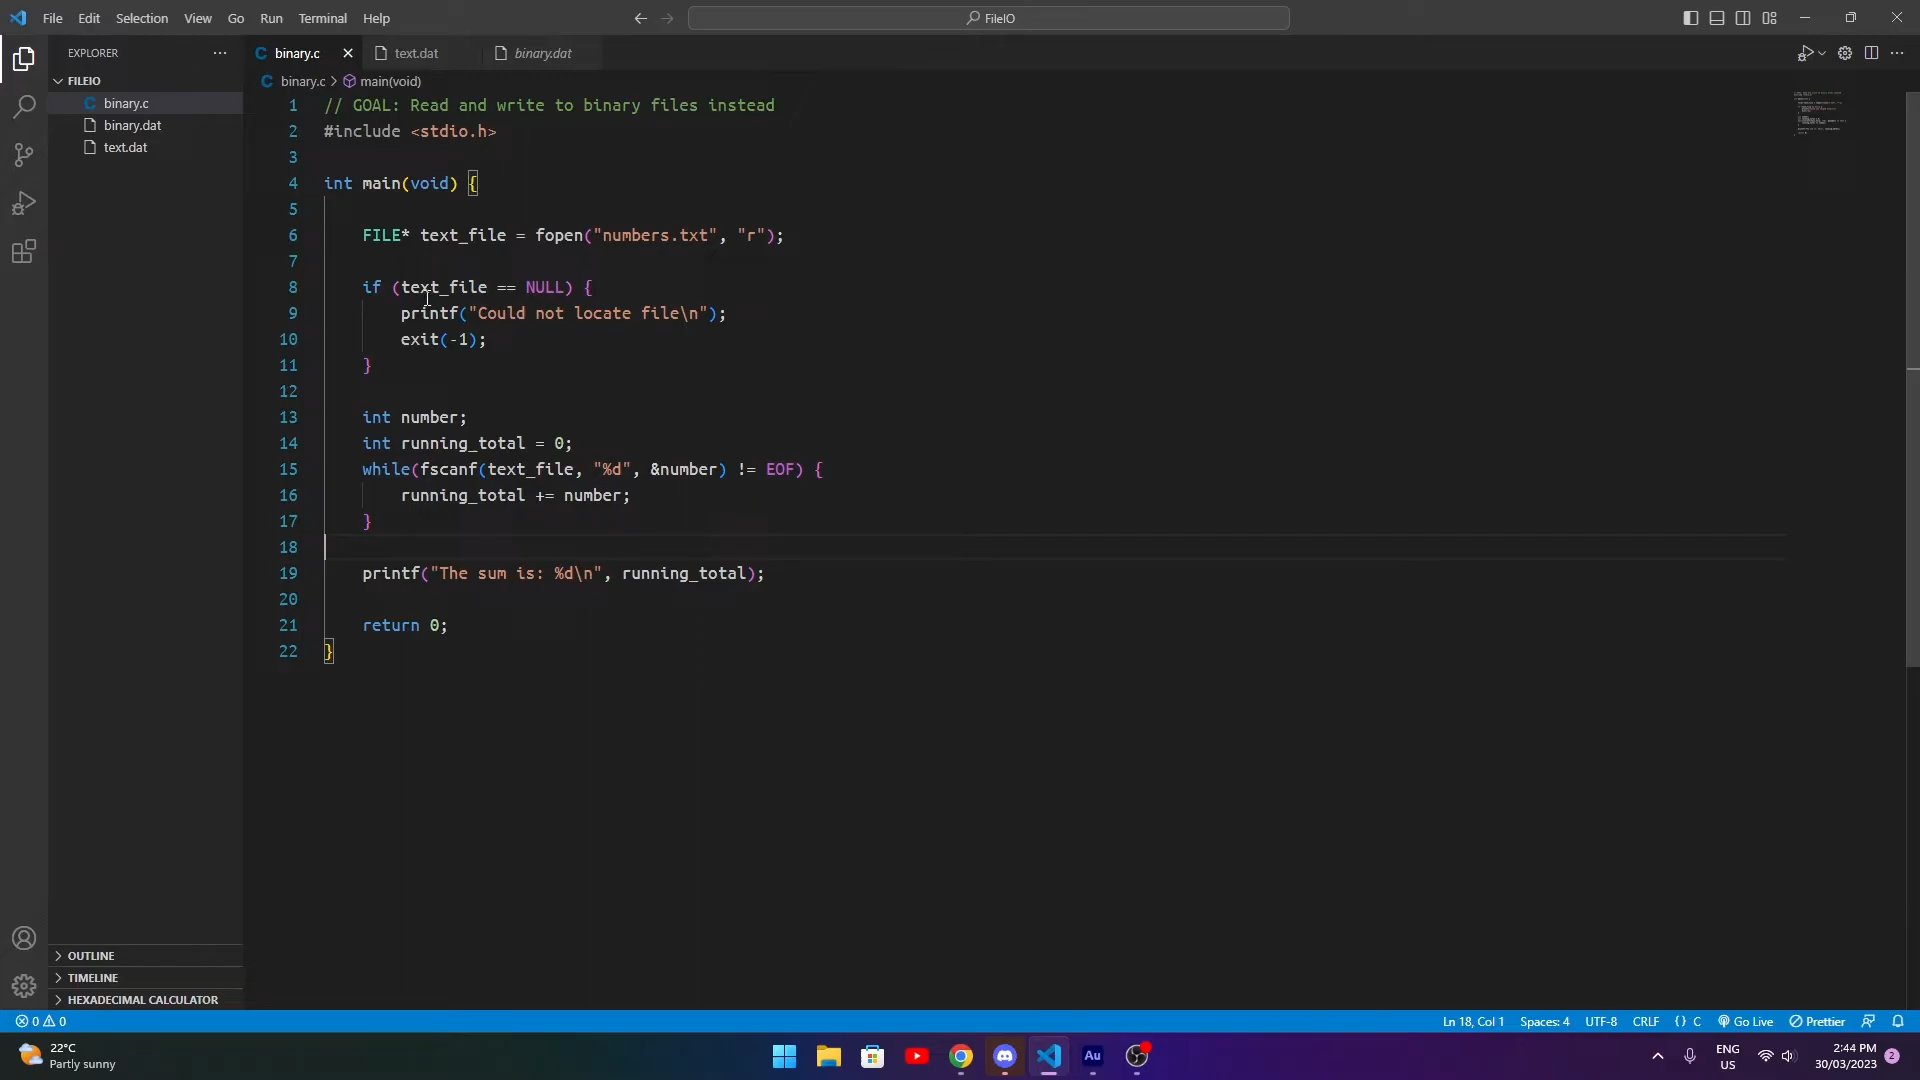 File Edit Selection View Go Run Terminal Help
FileIO
EXPLORER
FILEIO
C binary.c
binary.dat
text.dat
C binary.c
text.dat
binary.dat
C binary.c > main(void)
1 // GOAL: Read and write to binary files instead
2 #include <stdio.h>
3
4 int main(void) {
5
6 FILE* text_file = fopen("numbers.txt", "r");
7
8 if (text_file == NULL) {
9 printf("Could not locate file\n");
10 exit(-1);
11 }
12
13 int number;
14 int running_total = 0;
15 while(fscanf(text_file, "%d", &number) != EOF) {
16 running_total += number;
17 }
18
19 printf("The sum is: %d\n", running_total);
20
21 return 0;
22 }
OUTLINE
TIMELINE
HEXADECIMAL CALCULATOR
0 0
Ln 18, Col 1 Spaces: 4 UTF-8 CRLF {} C Go Live Prettier
22°C
Partly sunny
Au
ENG
US
2:44 PM
30/03/2023
2